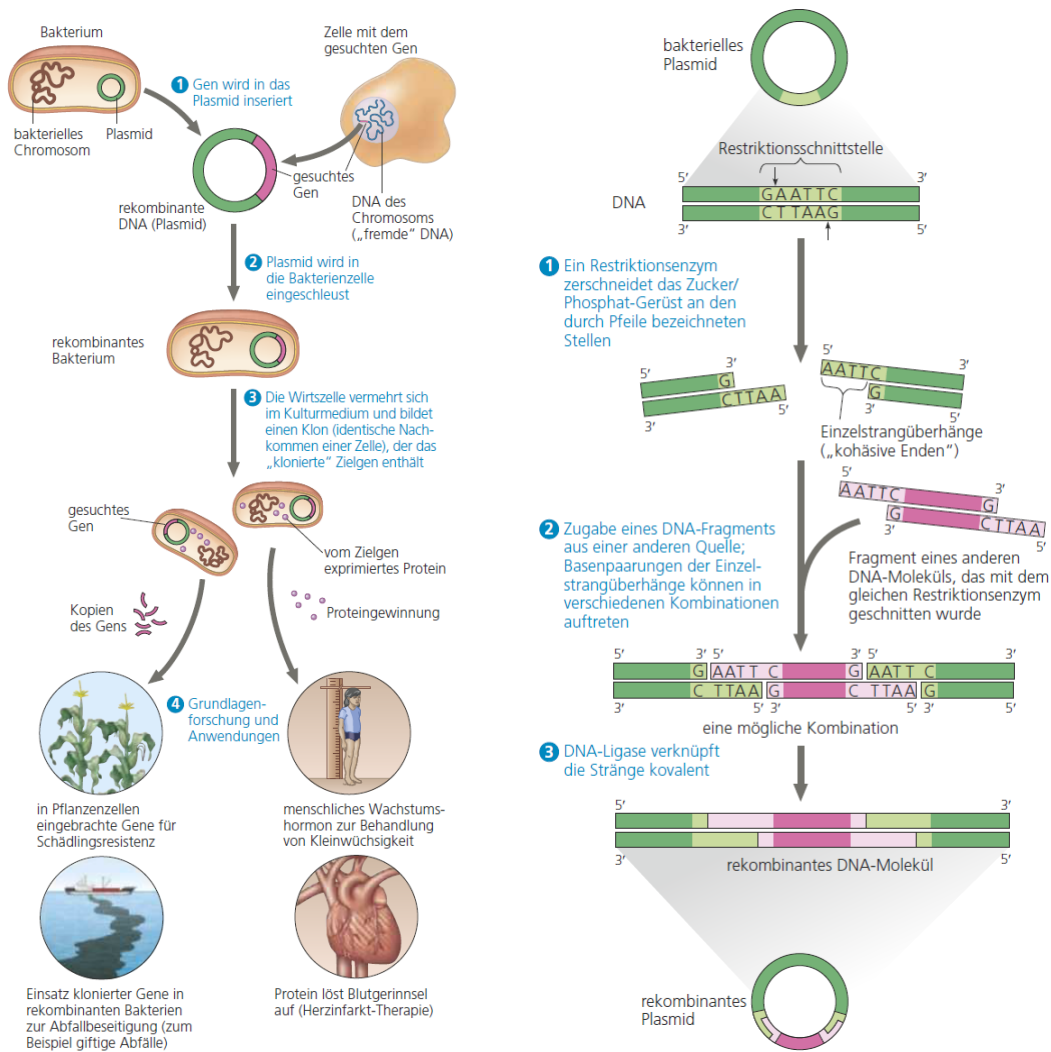 Bakterium
Zelle mit dem
gesuchten Gen
1 Gen wird in das
Plasmid inseriert
bakterielles
Chromosom
Plasmid
gesuchtes
Gen
rekombinante
DNA (Plasmid)
DNA des
Chromosoms
(„fremde“ DNA)
2 Plasmid wird in
die Bakterienzelle
eingeschleust
rekombinantes
Bakterium
3 Die Wirtszelle vermehrt sich
im Kulturmedium und bildet
einen Klon (identische Nach-
kommen einer Zelle), der das
„klonierte“ Zielgen enthält
gesuchtes
Gen
vom Zielgen
exprimiertes Protein
Kopien
des Gens
Proteingewinnung
4 Grundlagen-
forschung und
Anwendungen
in Pflanzenzellen
eingebrachte Gene für
Schädlingsresistenz
menschliches Wachstums-
hormon zur Behandlung
von Kleinwüchsigkeit
Einsatz klonierter Gene in
rekombinanten Bakterien
zur Abfallbeseitigung (zum
Beispiel giftige Abfälle)
Protein löst Blutgerinnsel
auf (Herzinfarkt-Therapie)
bakterielles
Plasmid
Restriktionsschnittstelle
5′ 3′
GAATTC
DNA
CTTAAG
3′ 5′
1 Ein Restriktionsenzym
zerschneidet das Zucker/
Phosphat-Gerüst an den
durch Pfeile bezeichneten
Stellen
5′ 3′
G
CTTAA
3′ 5′
5′ 3′
AATTC
G
3′ 5′
Einzelstrangüberhänge
(„kohäsive Enden“)
5′ 3′
AATTC G
G CTTAA
3′ 5′
2 Zugabe eines DNA-Fragments
aus einer anderen Quelle;
Basenpaarungen der Einzel-
strangüberhänge können in
verschiedenen Kombinationen
auftreten
Fragment eines anderen
DNA-Moleküls, das mit dem
gleichen Restriktionsenzym
geschnitten wurde
5′ 3′ 5′ 3′ 5′ 3′
G AATT C G AATT C
C TTAA G C TTAA G
3′ 5′ 3′ 5′ 3′ 5′
eine mögliche Kombination
3 DNA-Ligase verknüpft
die Stränge kovalent
5′ 3′
3′ 5′
rekombinantes DNA-Molekül
rekombinantes
Plasmid